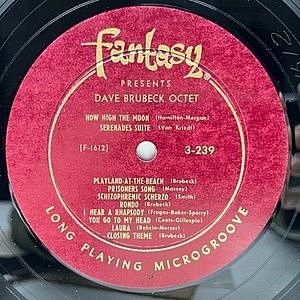 Fantasy
PRESENTS
DAVE BRUBECK OCTET
HOW HIGH THE MOON (Hamilton-Morgan)
SERENADES SUITE (Van Kriedt)
[F-1612] 3-239
PLAYLAND-AT-THE-BEACH (Brubeck)
PRISONERS SONG (Massey)
SCHIZOPHRENIC SCHERZO (Smith)
RONDO (Brubeck)
I HEAR A RHAPSODY (Fragos-Baker-Sperry)
YOU GO TO MY HEAD (Coots-Gillespie)
LAURA (Raksin-Mercer)
CLOSING THEME (Brubeck)
LONG PLAYING MICROGROOVE